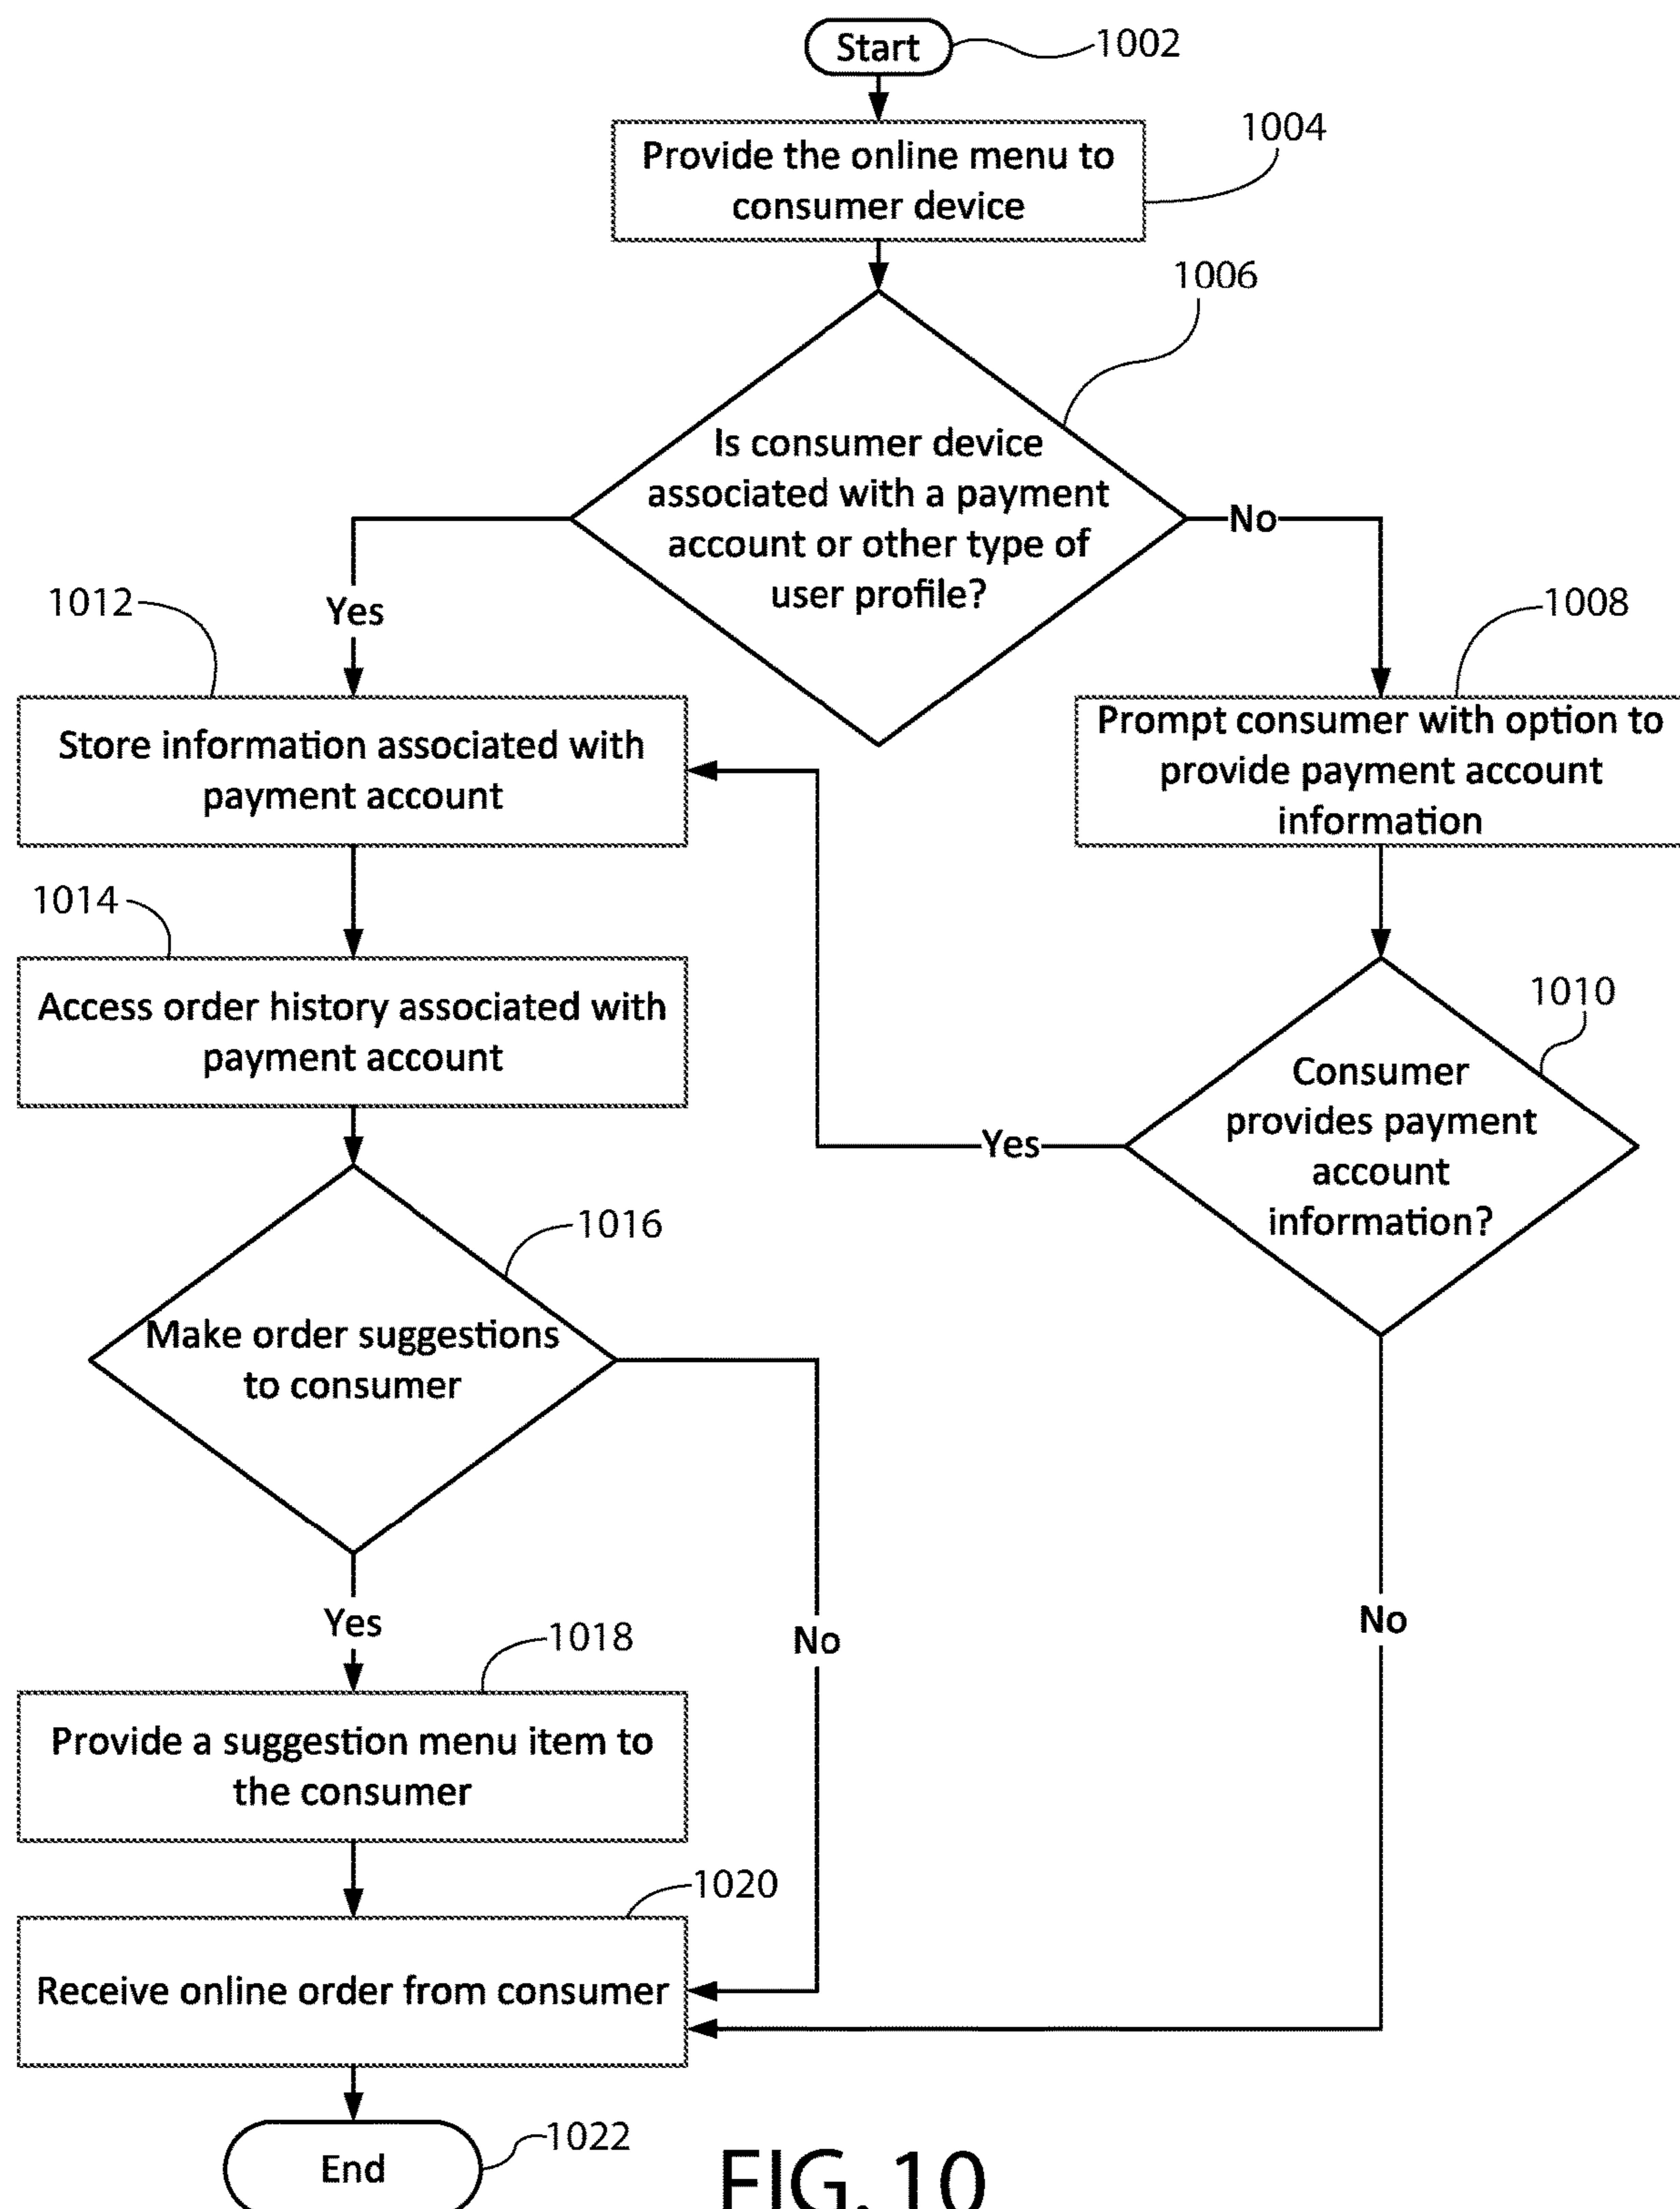 Start
1002
1004
Provide the online menu to
consumer device
1006
Is consumer device
associated with a payment
account or other type of
user profile?
No
Yes
1012
1008
Store information associated with
payment account
Prompt consumer with option to
provide payment account
information
1014
Access order history associated with
payment account
1010
Consumer
provides payment
account
information?
Yes
1016
Make order suggestions
to consumer
Yes
No
No
1018
Provide a suggestion menu item to
the consumer
1020
Receive online order from consumer
End
1022
FIG. 10